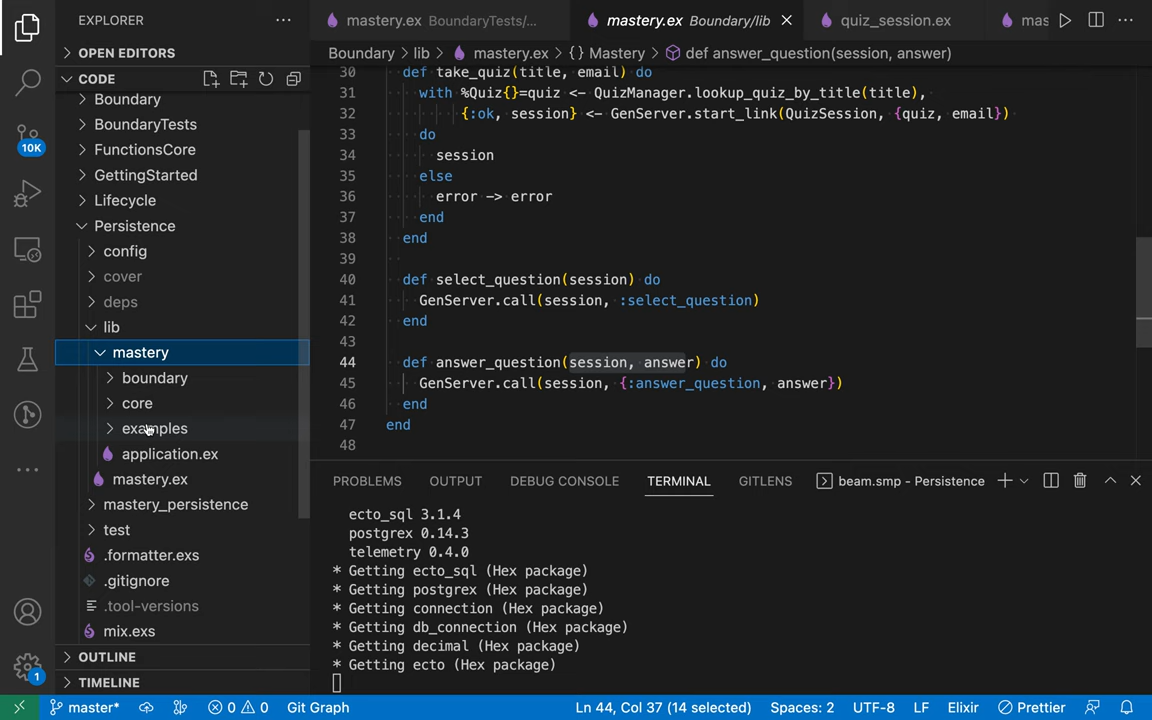 EXPLORER
OPEN EDITORS
CODE
Boundary
BoundaryTests
FunctionsCore
GettingStarted
Lifecycle
Persistence
config
cover
deps
lib
mastery
boundary
core
examples
application.ex
mastery.ex
mastery_persistence
test
.formatter.exs
.gitignore
.tool-versions
mix.exs
OUTLINE
TIMELINE
10K
1
mastery.ex BoundaryTests/...
mastery.ex Boundary/lib
quiz_session.ex
mas
Boundary > lib > mastery.ex > {} Mastery > def answer_question(session, answer)
30 def take_quiz(title, email) do
31 with %Quiz{}=quiz <- QuizManager.lookup_quiz_by_title(title),
32 {:ok, session} <- GenServer.start_link(QuizSession, {quiz, email})
33 do
34 session
35 else
36 error -> error
37 end
38 end
39
40 def select_question(session) do
41 GenServer.call(session, :select_question)
42 end
43
44 def answer_question(session, answer) do
45 GenServer.call(session, {:answer_question, answer})
46 end
47 end
48
PROBLEMS OUTPUT DEBUG CONSOLE TERMINAL GITLENS beam.smp - Persistence
ecto_sql 3.1.4
postgrex 0.14.3
telemetry 0.4.0
* Getting ecto_sql (Hex package)
* Getting postgrex (Hex package)
* Getting connection (Hex package)
* Getting db_connection (Hex package)
* Getting decimal (Hex package)
* Getting ecto (Hex package)
master* 0 0 Git Graph Ln 44, Col 37 (14 selected) Spaces: 2 UTF-8 LF Elixir Prettier